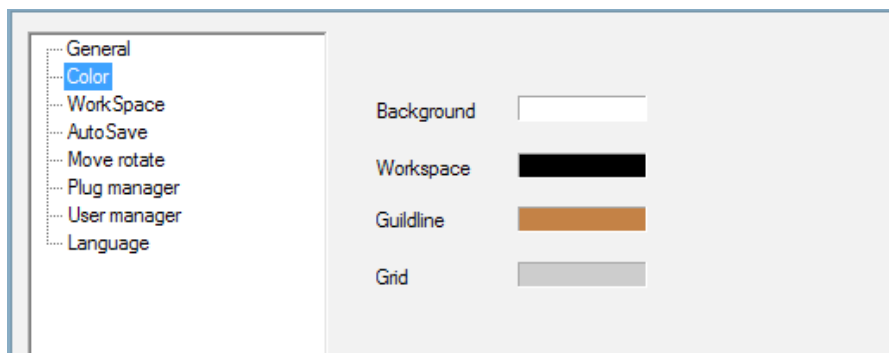 General
Color
WorkSpace
AutoSave
Move rotate
Plug manager
User manager
Language
Background
Workspace
Guildline
Grid